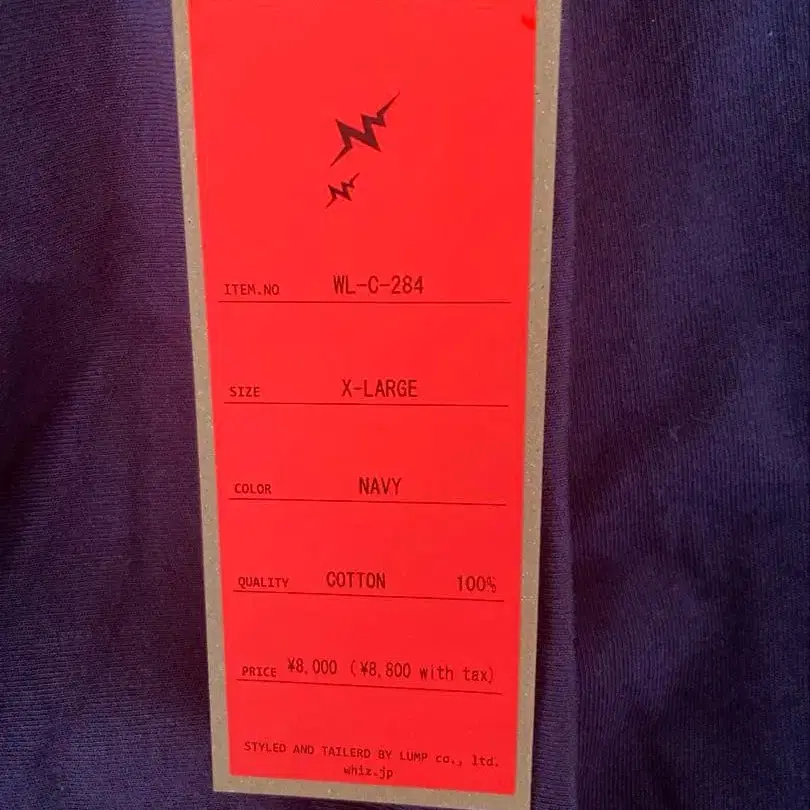 ITEM.NO WL-C-284
SIZE X-LARGE
COLOR NAVY
QUALITY COTTON 100%
PRICE ¥8,000 (¥8,800 with tax)
STYLED AND TAILERD BY LUMP co., ltd.
whiz.jp